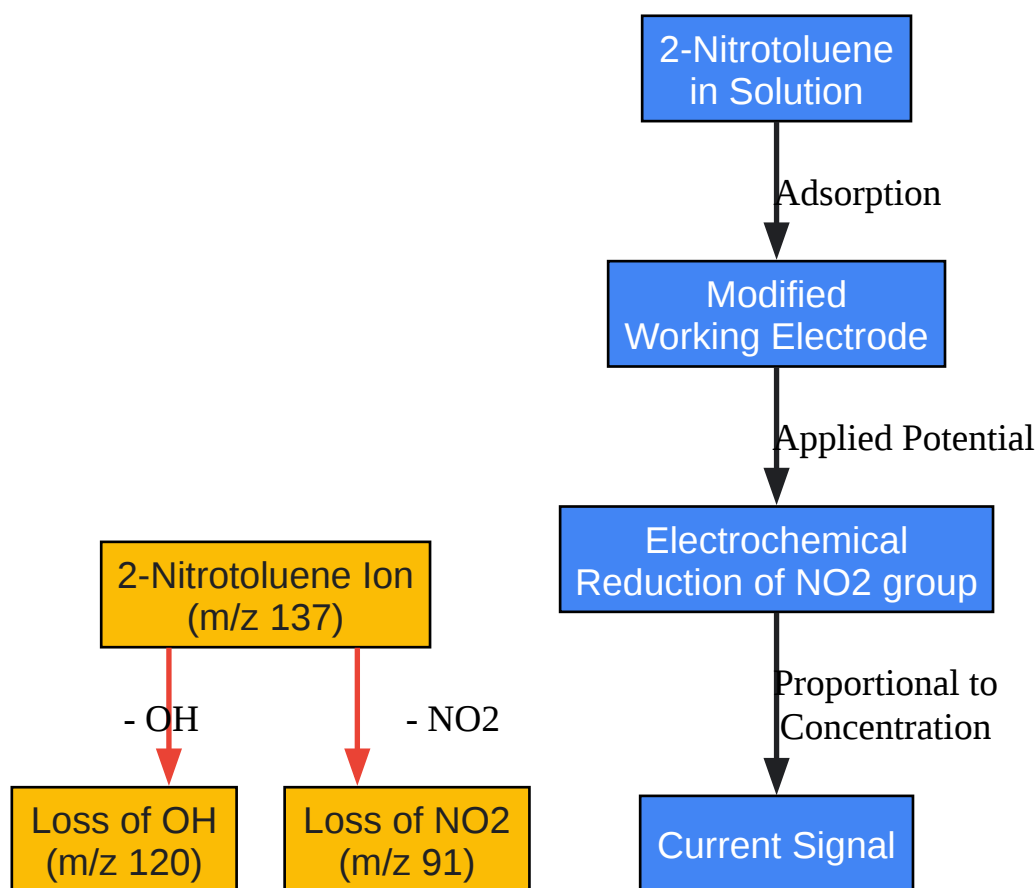 2-Nitrotoluene
in Solution
Adsorption
Modified
Working Electrode
Applied Potential
Electrochemical
Reduction of NO2 group
Proportional to
Concentration
Current Signal
2-Nitrotoluene Ion
(m/z 137)
- OH
- NO2
Loss of OH
(m/z 120)
Loss of NO2
(m/z 91)